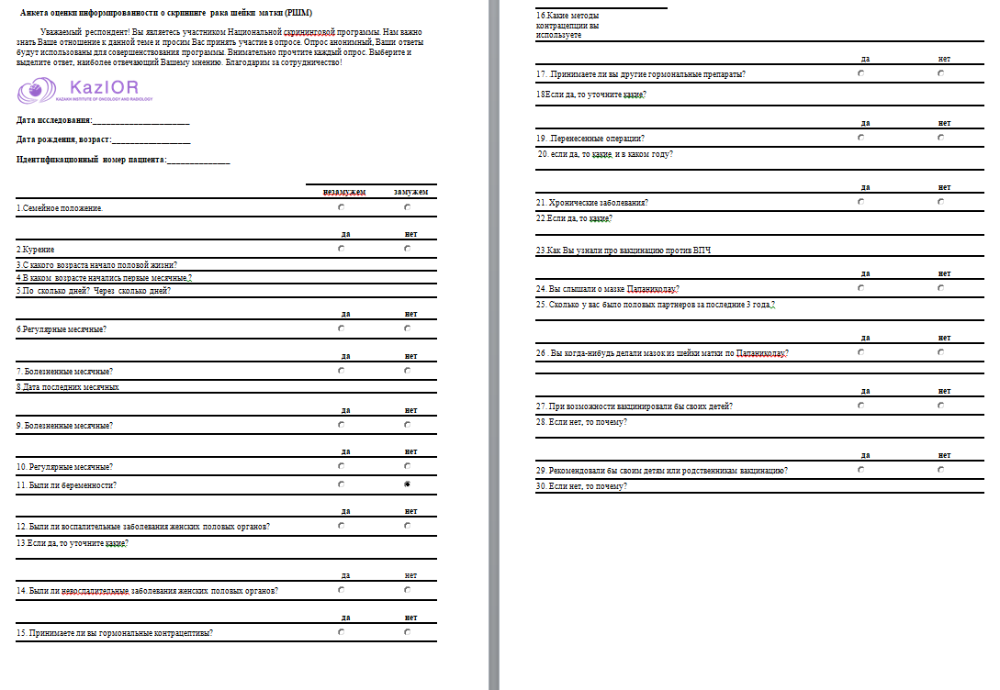 Анкета оценки информированности о скрининге рака шейки матки (РШМ)
Уважаемый респондент! Вы являетесь участником Национальной скрининговой программы. Нам важно
знать Ваше отношение к данной теме и просим Вас принять участие в опросе. Опрос анонимный, Ваши ответы
будут использованы для совершенствования программы. Внимательно прочтите каждый опрос. Выберите и
выделите ответ, наиболее отвечающий Вашему мнению. Благодарим за сотрудничество!
KazIOR
KAZAKH INSTITUTE OF ONCOLOGY AND RADIOLOGY
Дата исследования:_____________________
Дата рождения, возраст:_________________
Идентификационный номер пациента:______________
незамужем замужем
1.Семейное положение.
да нет
2.Курение
3.С какого возраста начало половой жизни?
4.В каком возрасте начались первые месячные,?
5.По сколько дней? Через сколько дней?
да нет
6.Регулярные месячные?
да нет
7. Болезненные месячные?
8.Дата последних месячных
да нет
9. Болезненные месячные?
да нет
10. Регулярные месячные?
11. Были ли беременности?
да нет
12. Были ли воспалительные заболевания женских половых органов?
13.Если да, то уточните какие?
да нет
14. Были ли невоспалительные заболевания женских половых органов?
да нет
15. Принимаете ли вы гормональные контрацептивы?
16.Какие методы
контрацепции вы
используете
да нет
17. .Принимаете ли вы другие гормональные препараты?
18Если да, то уточните какие?
да нет
19. .Перенесенные операции?
20. если да, то какие, и в каком году?
да нет
21. Хронические заболевания?
22.Если да, то какие?
23.Как Вы узнали про вакцинацию против ВПЧ
да нет
24. Вы слышали о мазке Папаниколау?
25. Сколько у вас было половых партнеров за последние 3 года,?
да нет
26 . Вы когда-нибудь делали мазок из шейки матки по Папаниколау?
да нет
27. При возможности вакцинировали бы своих детей?
28. Если нет, то почему?
да нет
29. Рекомендовали бы своим детям или родственникам вакцинацию?
30. Если нет, то почему?